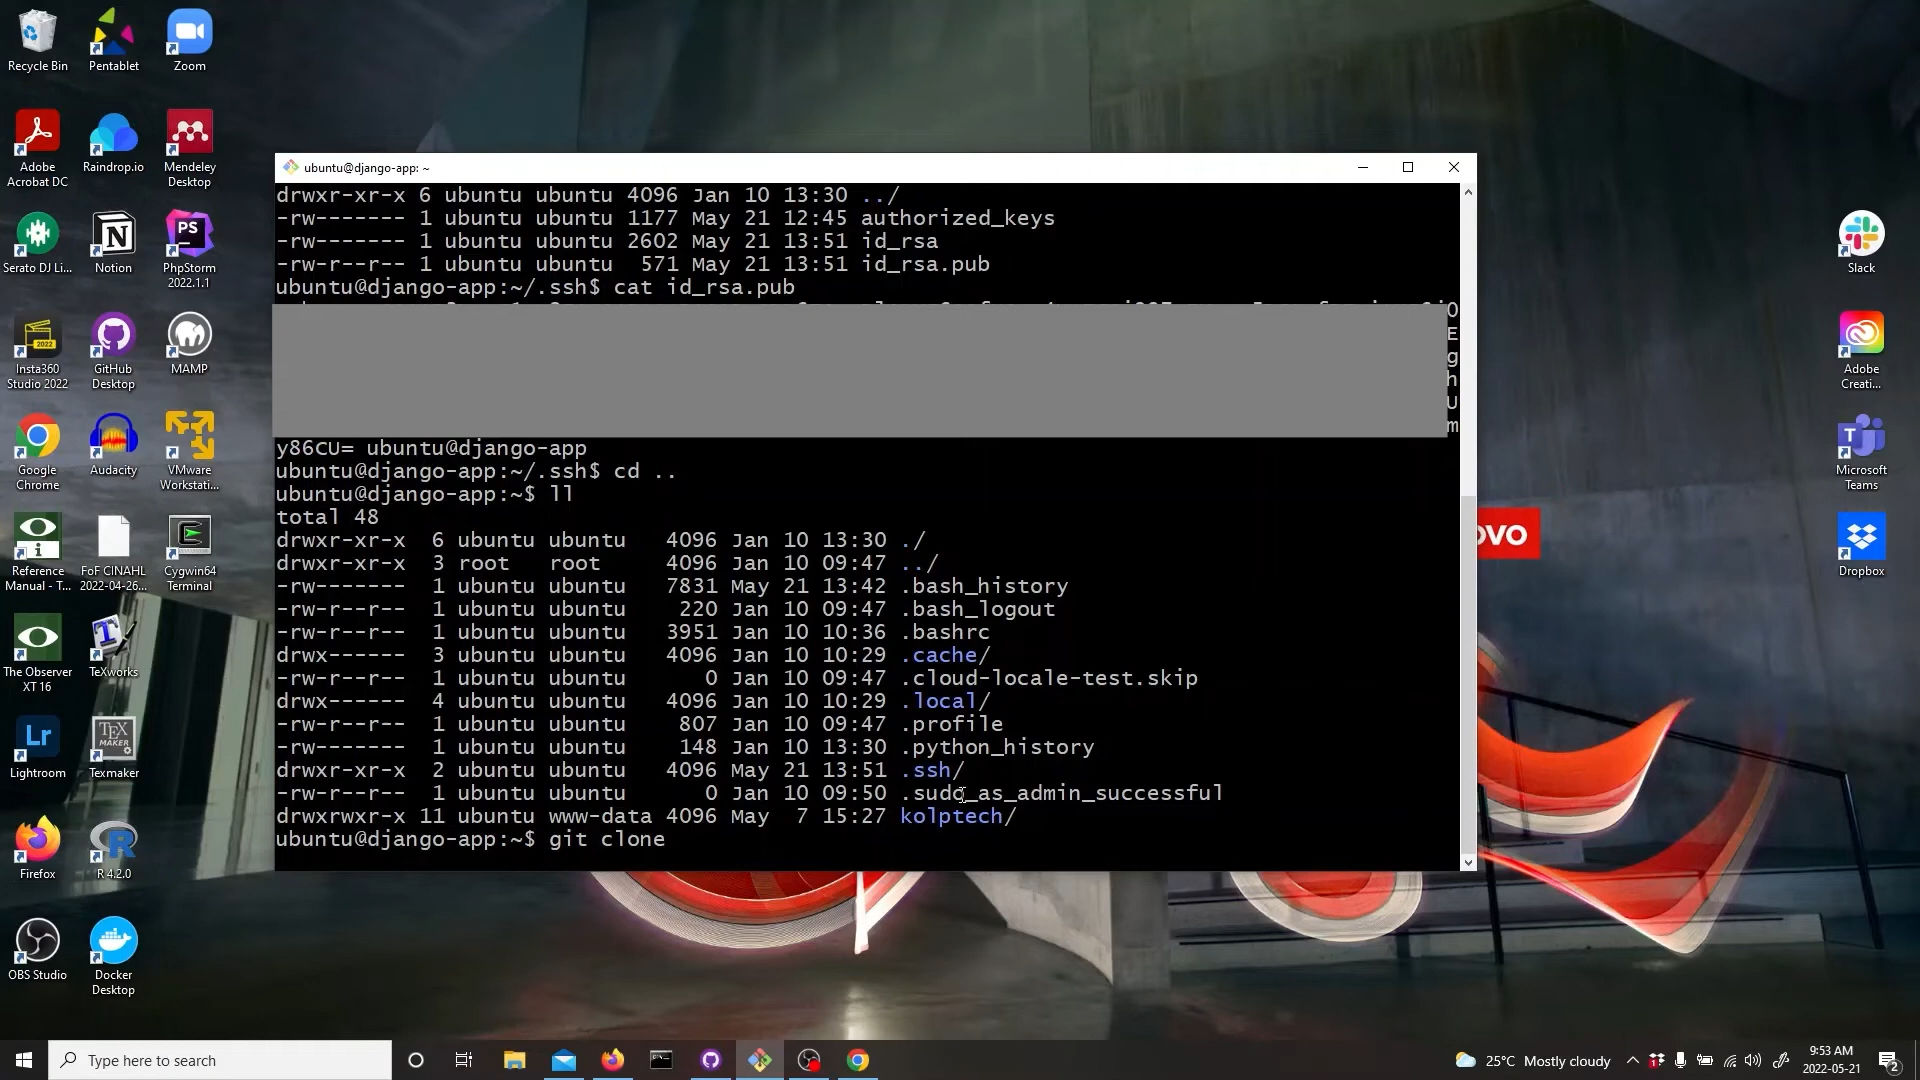 Recycle Bin
Pentablet
Zoom
Adobe Acrobat DC
Raindrop.io
Mendeley Desktop
Serato DJ Li...
Notion
PhpStorm 2022.1.1
Insta360 Studio 2022
GitHub Desktop
MAMP
Google Chrome
Audacity
VMware Workstati...
Reference Manual - T...
FoF CINAHL 2022-04-26...
Cygwin64 Terminal
The Observer XT 16
TeXworks
Lightroom
Texmaker
Firefox
R 4.2.0
OBS Studio
Docker Desktop
ubuntu@django-app: ~
drwxr-xr-x 6 ubuntu ubuntu 4096 Jan 10 13:30 ../
-rw------- 1 ubuntu ubuntu 1177 May 21 12:45 authorized_keys
-rw------- 1 ubuntu ubuntu 2602 May 21 13:51 id_rsa
-rw-r--r-- 1 ubuntu ubuntu  571 May 21 13:51 id_rsa.pub
ubuntu@django-app:~/.ssh$ cat id_rsa.pub
y86CU= ubuntu@django-app
ubuntu@django-app:~/.ssh$ cd ..
ubuntu@django-app:~$ ll
total 48
drwxr-xr-x  6 ubuntu ubuntu   4096 Jan 10 13:30 ./
drwxr-xr-x  3 root   root     4096 Jan 10 09:47 ../
-rw-------  1 ubuntu ubuntu   7831 May 21 13:42 .bash_history
-rw-r--r--  1 ubuntu ubuntu    220 Jan 10 09:47 .bash_logout
-rw-r--r--  1 ubuntu ubuntu   3951 Jan 10 10:36 .bashrc
drwx------  3 ubuntu ubuntu   4096 Jan 10 10:29 .cache/
-rw-r--r--  1 ubuntu ubuntu      0 Jan 10 09:47 .cloud-locale-test.skip
drwx------  4 ubuntu ubuntu   4096 Jan 10 10:29 .local/
-rw-r--r--  1 ubuntu ubuntu    807 Jan 10 09:47 .profile
-rw-------  1 ubuntu ubuntu    148 Jan 10 13:30 .python_history
drwxr-xr-x  2 ubuntu ubuntu   4096 May 21 13:51 .ssh/
-rw-r--r--  1 ubuntu ubuntu      0 Jan 10 09:50 .sudo_as_admin_successful
drwxrwxr-x 11 ubuntu www-data 4096 May  7 15:27 kolptech/
ubuntu@django-app:~$ git clone
ovo
Slack
Adobe Creati...
Microsoft Teams
Dropbox
Type here to search
25°C Mostly cloudy
9:53 AM
2022-05-21
2